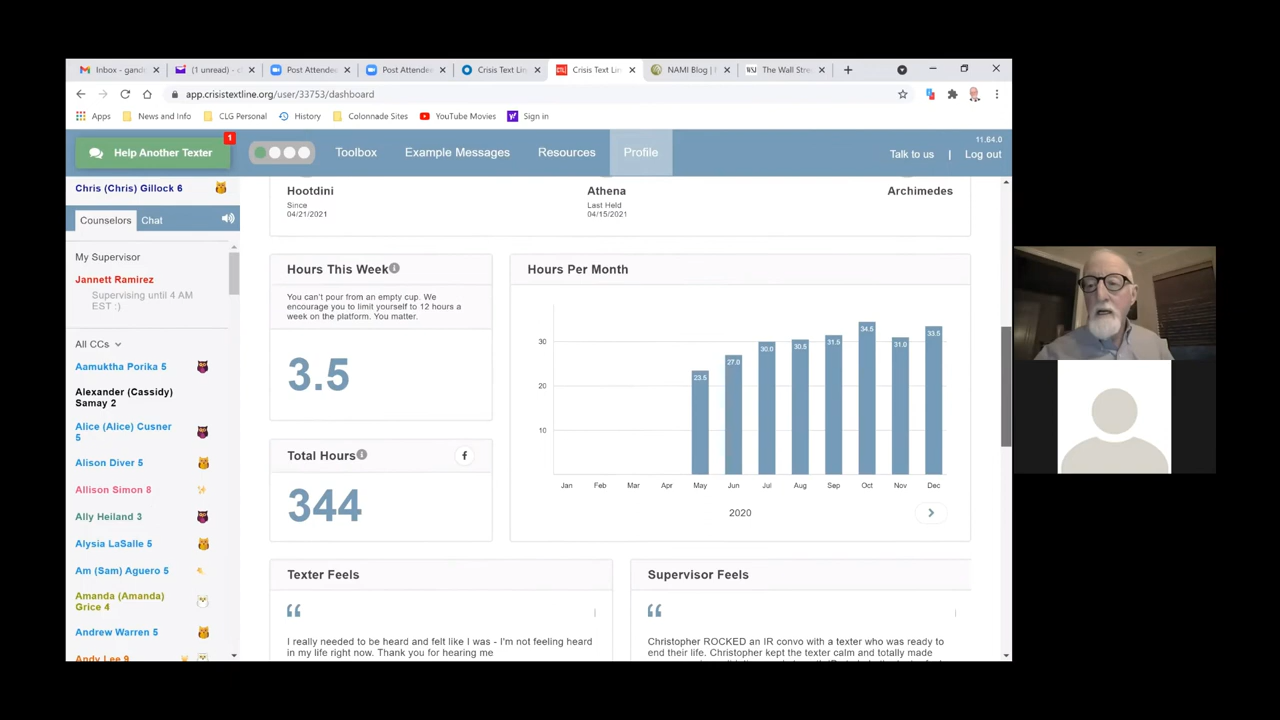 Inbox - gand
(1 unread) - c
Post Attendee
Post Attendee
Crisis Text Lin
Crisis Text Lin
NAMI Blog |
The Wall Stre
app.crisistextline.org/user/33753/dashboard
Apps
News and Info
CLG Personal
History
Colonnade Sites
YouTube Movies
Sign in
Help Another Texter
1
Toolbox
Example Messages
Resources
Profile
11.64.0
Talk to us | Log out
Chris (Chris) Gillock 6
Counselors
Chat
My Supervisor
Jannett Ramirez
Supervising until 4 AM
EST :)
All CCs
Aamuktha Porika 5
Alexander (Cassidy)
Samay 2
Alice (Alice) Cusner
5
Alison Diver 5
Allison Simon 8
Ally Heiland 3
Alysia LaSalle 5
Am (Sam) Aguero 5
Amanda (Amanda)
Grice 4
Andrew Warren 5
Andy Lee 9
Hootdini
Since
04/21/2021
Athena
Last Held
04/15/2021
Archimedes
Hours This Week
You can't pour from an empty cup. We
encourage you to limit yourself to 12 hours a
week on the platform. You matter.
3.5
Total Hours
344
Hours Per Month
30
20
10
23.5
27.0
30.0
30.5
31.5
34.5
31.0
33.5
Jan Feb Mar Apr May Jun Jul Aug Sep Oct Nov Dec
2020
Texter Feels
I really needed to be heard and felt like I was - I'm not feeling heard
in my life right now. Thank you for hearing me
Supervisor Feels
Christopher ROCKED an IR convo with a texter who was ready to
end their life. Christopher kept the texter calm and totally made